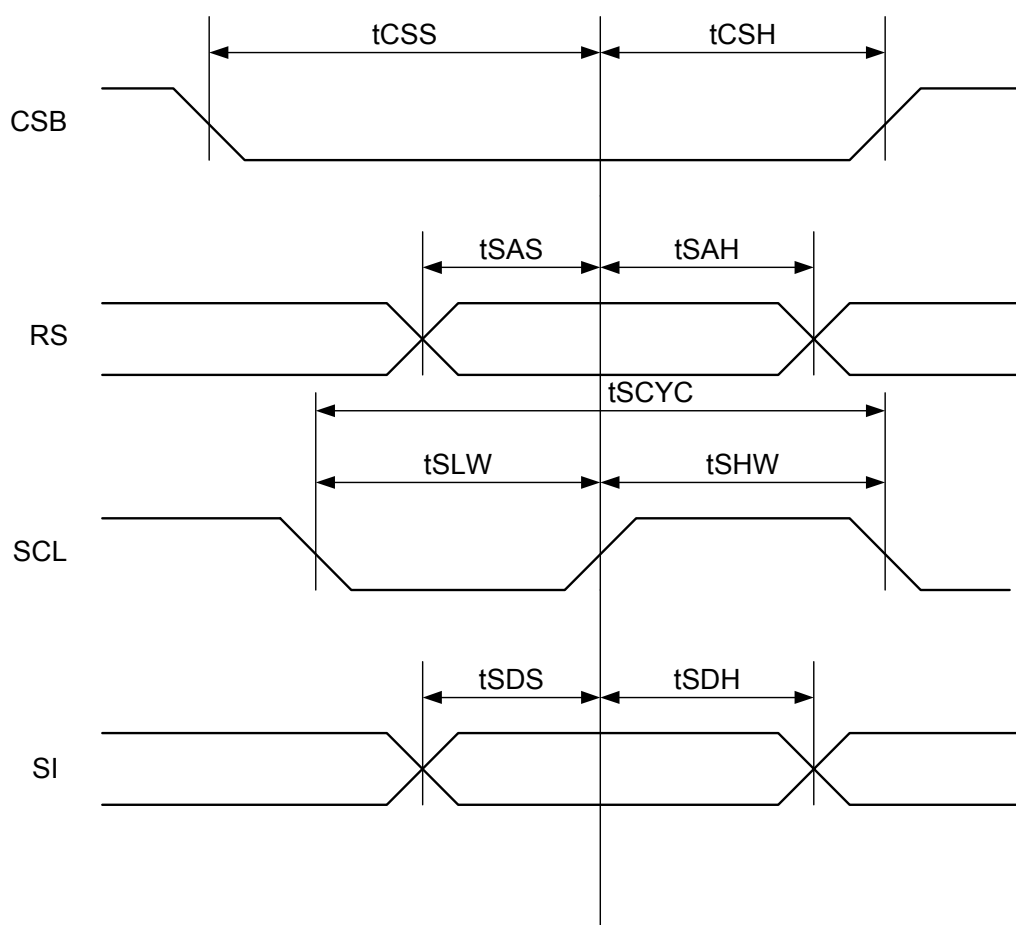 tCSS tCSH
CSB
tSAS tSAH
RS
tSCYC
tSLW tSHW
SCL
tSDS tSDH
SI